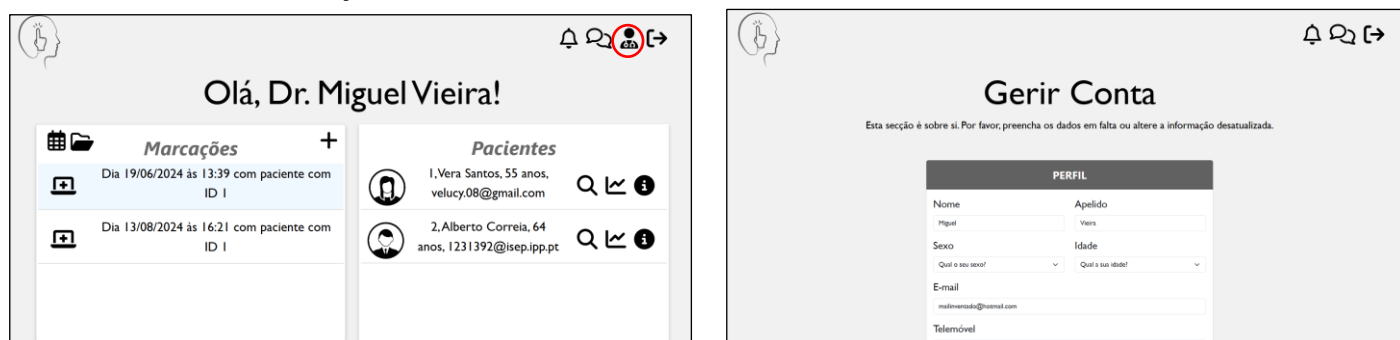 Olá, Dr. Miguel Vieira!
Marcações
Dia 19/06/2024 às 13:39 com paciente com
ID 1
Dia 13/08/2024 às 16:21 com paciente com
ID 1
Pacientes
1, Vera Santos, 55 anos,
velucy.08@gmail.com
2, Alberto Correia, 64
anos, 1231392@isep.ipp.pt
Gerir Conta
Esta secção é sobre si. Por favor, preencha os dados em falta ou altere a informação desatualizada.
PERFIL
Nome Apelido
Miguel Vieira
Sexo Idade
Qual o seu sexo? Qual a sua idade?
E-mail
mailinventado@hotmail.com
Telemóvel